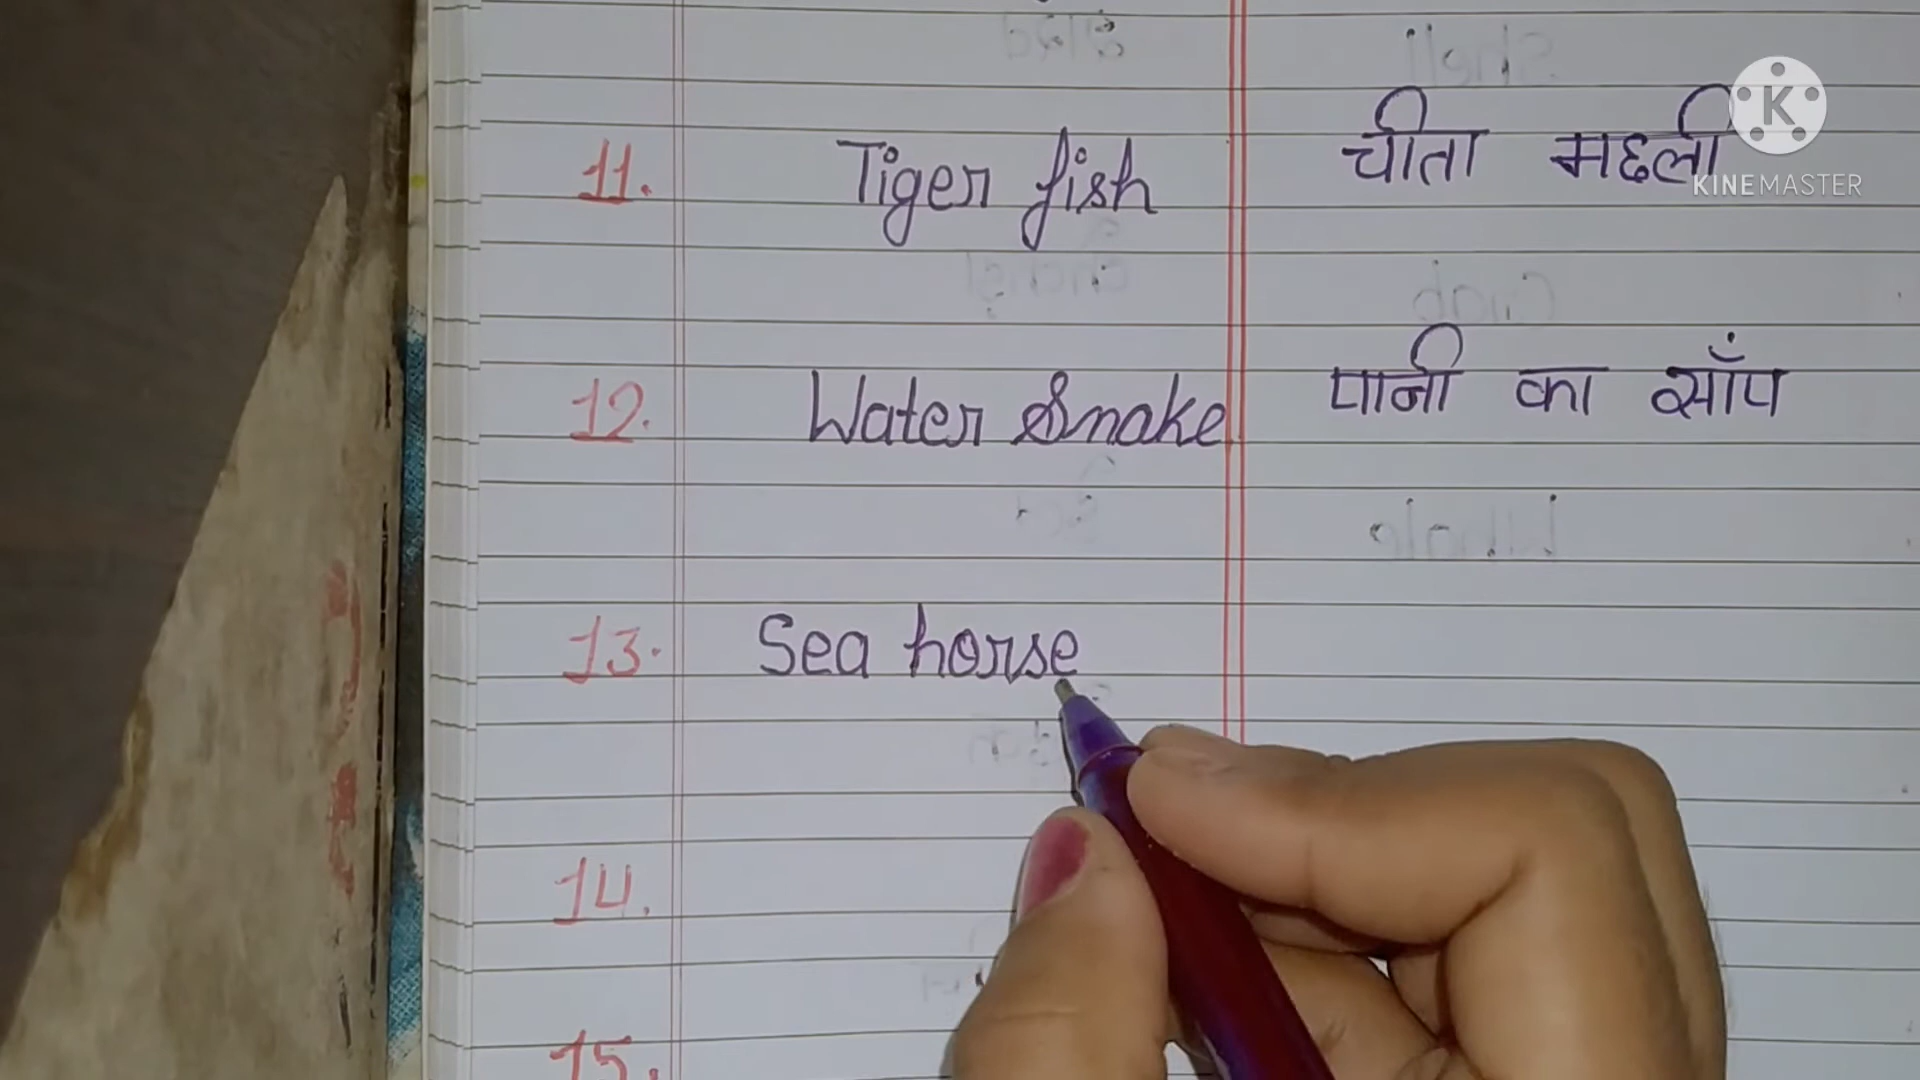 11. Tiger fish चीता मछली
K
KINEMASTER
12. Water Snake पानी का साँप
13. Sea horse
14.
15.